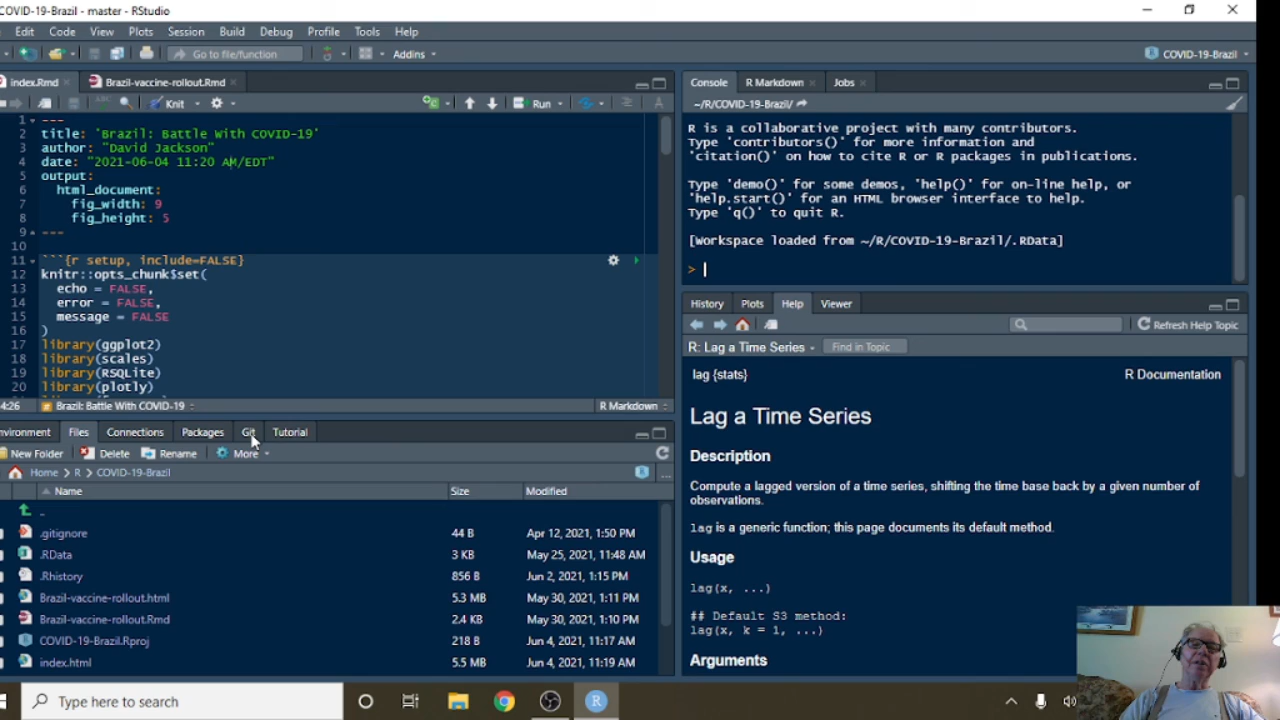 COVID-19-Brazil - master - RStudio
Edit Code View Plots Session Build Debug Profile Tools Help
Go to file/function Addins COVID-19-Brazil
index.Rmd Brazil-vaccine-rollout.Rmd
Knit Run
1 ---
2 title: 'Brazil: Battle With COVID-19'
3 author: "David Jackson"
4 date: "2021-06-04 11:20 AM/EDT"
5 output:
6 html_document:
7 fig_width: 9
8 fig_height: 5
9 ---
10
11 ```{r setup, include=FALSE}
12 knitr::opts_chunk$set(
13 echo = FALSE,
14 error = FALSE,
15 message = FALSE
16 )
17 library(ggplot2)
18 library(scales)
19 library(RSQLite)
20 library(plotly)
4:26 Brazil: Battle With COVID-19 R Markdown
nvironment Files Connections Packages Git Tutorial
New Folder Delete Rename More
Home R COVID-19-Brazil
Name Size Modified
..
.gitignore 44 B Apr 12, 2021, 1:50 PM
.RData 3 KB May 25, 2021, 11:48 AM
.Rhistory 856 B Jun 2, 2021, 1:15 PM
Brazil-vaccine-rollout.html 5.3 MB May 30, 2021, 1:11 PM
Brazil-vaccine-rollout.Rmd 2.4 KB May 30, 2021, 1:10 PM
COVID-19-Brazil.Rproj 218 B Jun 4, 2021, 11:17 AM
index.html 5.5 MB Jun 4, 2021, 11:19 AM
Console R Markdown Jobs
~/R/COVID-19-Brazil/
R is a collaborative project with many contributors.
Type 'contributors()' for more information and
'citation()' on how to cite R or R packages in publications.
Type 'demo()' for some demos, 'help()' for on-line help, or
'help.start()' for an HTML browser interface to help.
Type 'q()' to quit R.
[Workspace loaded from ~/R/COVID-19-Brazil/.RData]
>
History Plots Help Viewer
Refresh Help Topic
R: Lag a Time Series Find in Topic
lag {stats} R Documentation
Lag a Time Series
Description
Compute a lagged version of a time series, shifting the time base back by a given number of
observations.
lag is a generic function; this page documents its default method.
Usage
lag(x, ...)
## Default S3 method:
lag(x, k = 1, ...)
Arguments
Type here to search